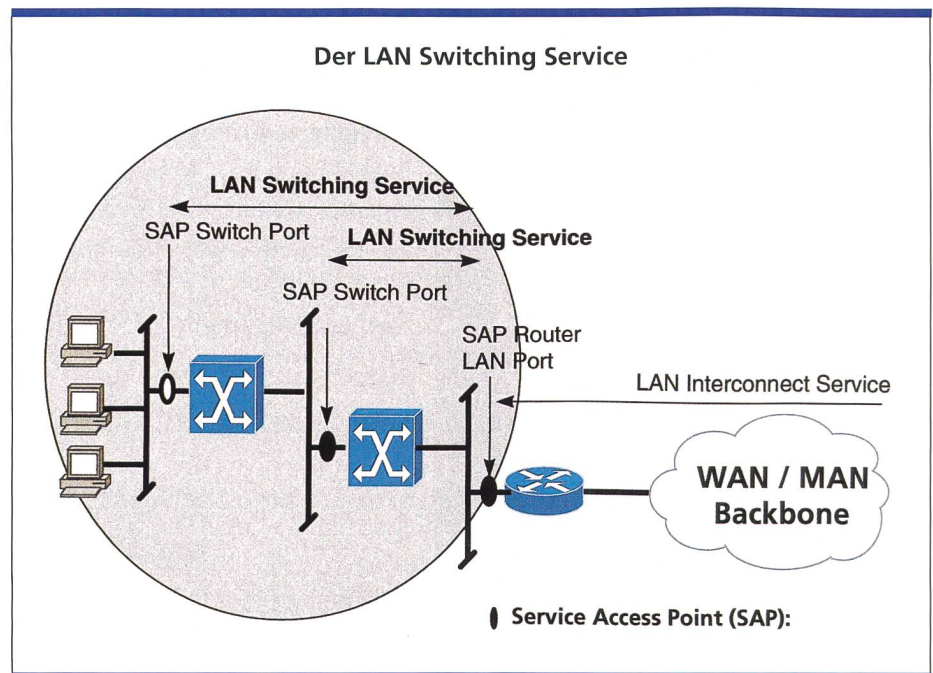 Der LAN Switching Service
LAN Switching Service
SAP Switch Port
LAN Switching Service
SAP Switch Port
SAP Router
LAN Port
LAN Interconnect Service
WAN / MAN
Backbone
Service Access Point (SAP):